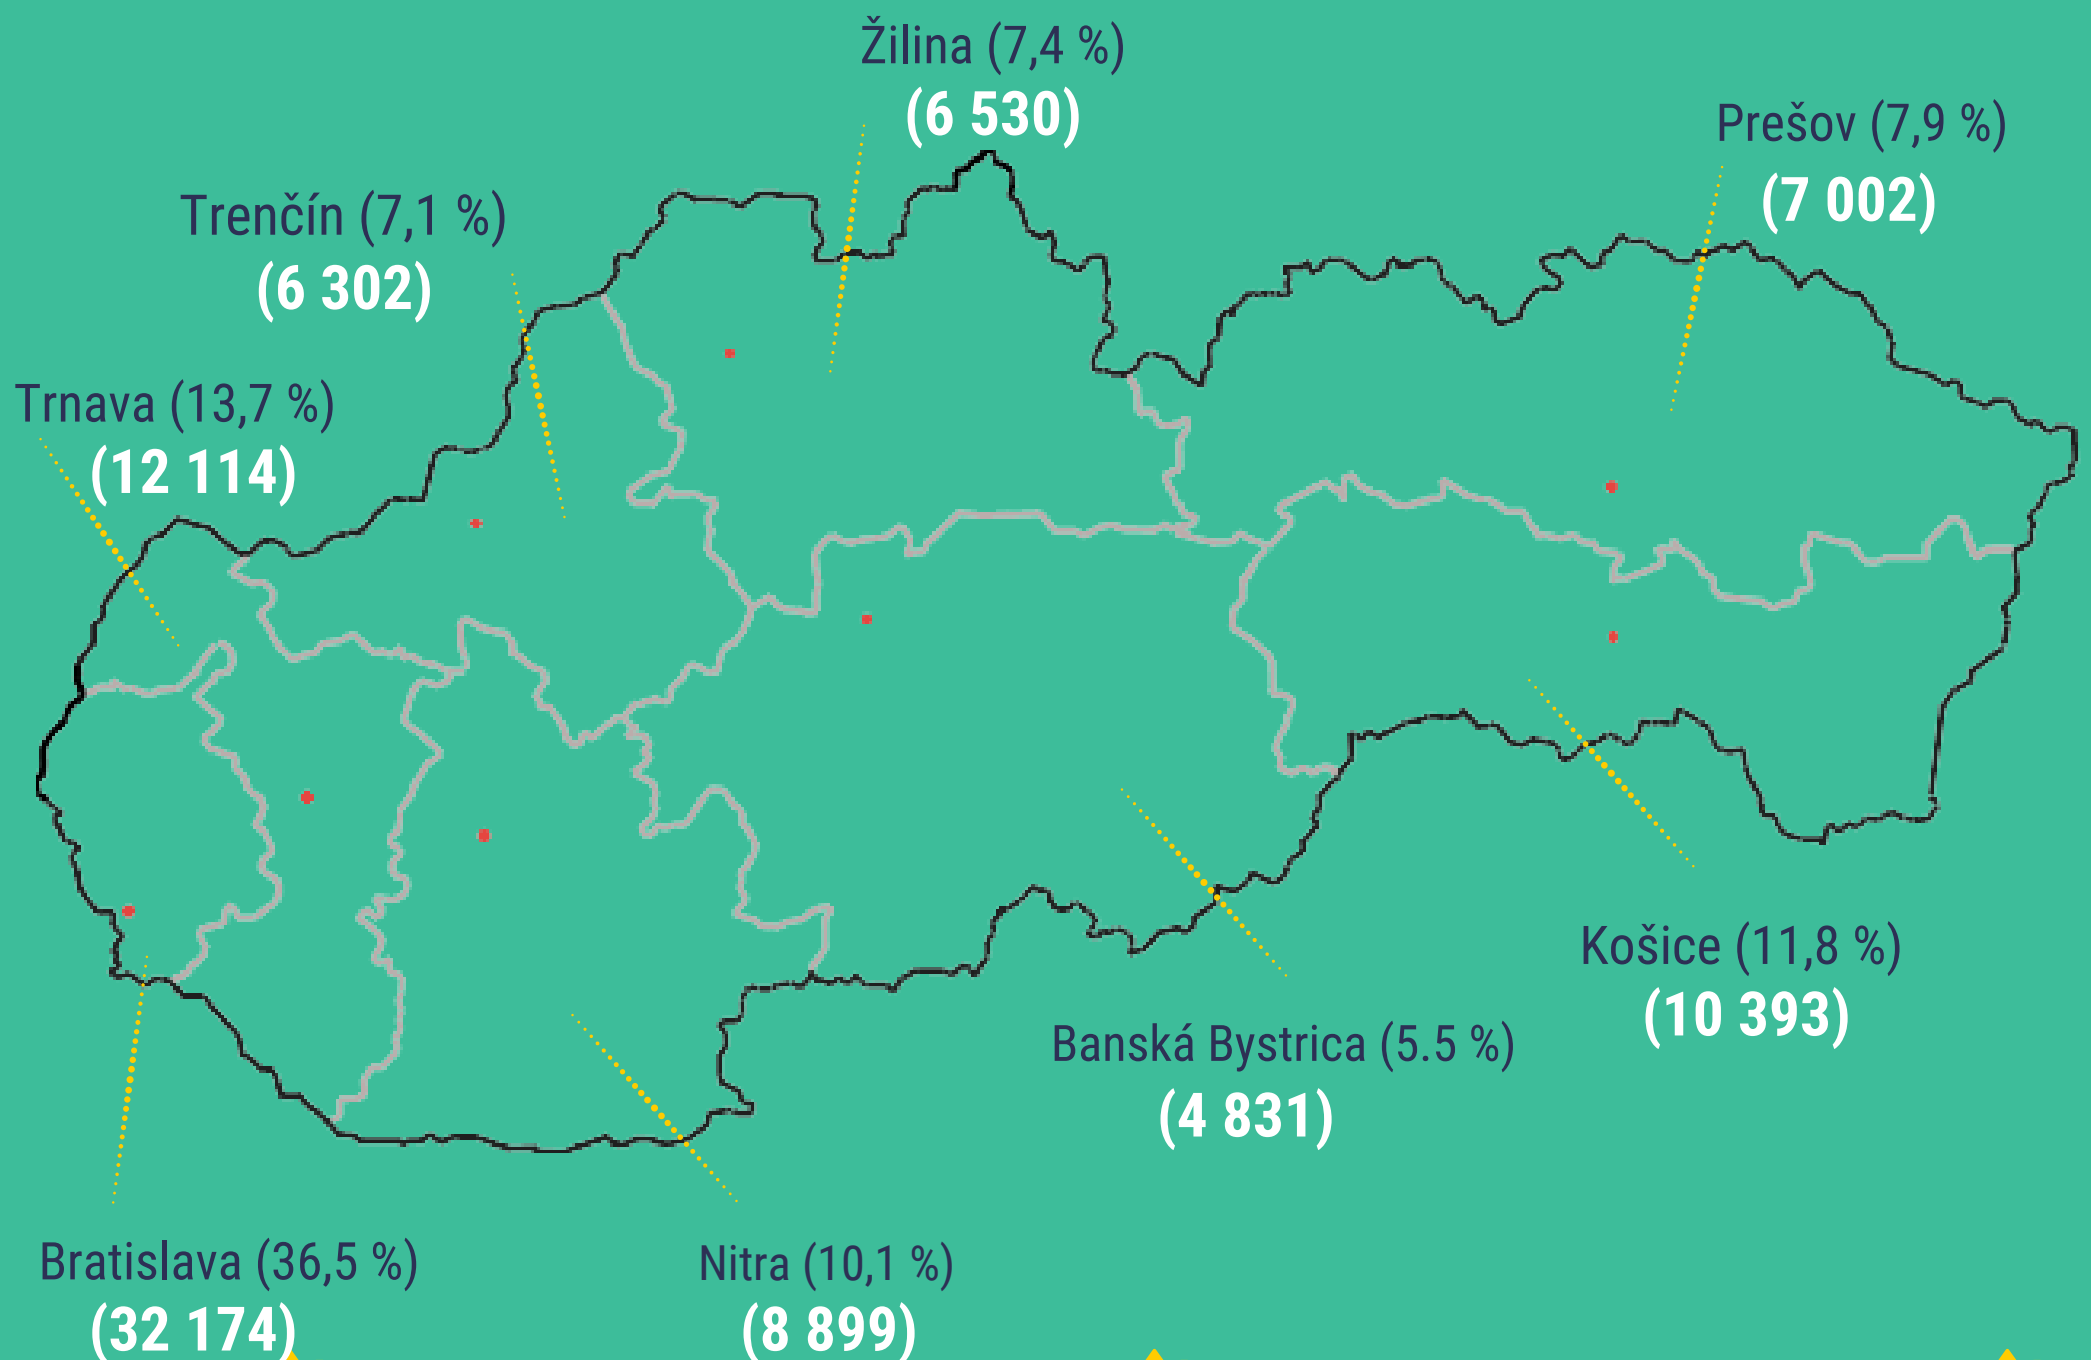 Žilina (7,4 %)
(6 530)
Prešov (7,9 %)
(7 002)
Trenčín (7,1 %)
(6 302)
Trnava (13,7 %)
(12 114)
Košice (11,8 %)
(10 393)
Banská Bystrica (5.5 %)
(4 831)
Bratislava (36,5 %)
(32 174)
Nitra (10,1 %)
(8 899)